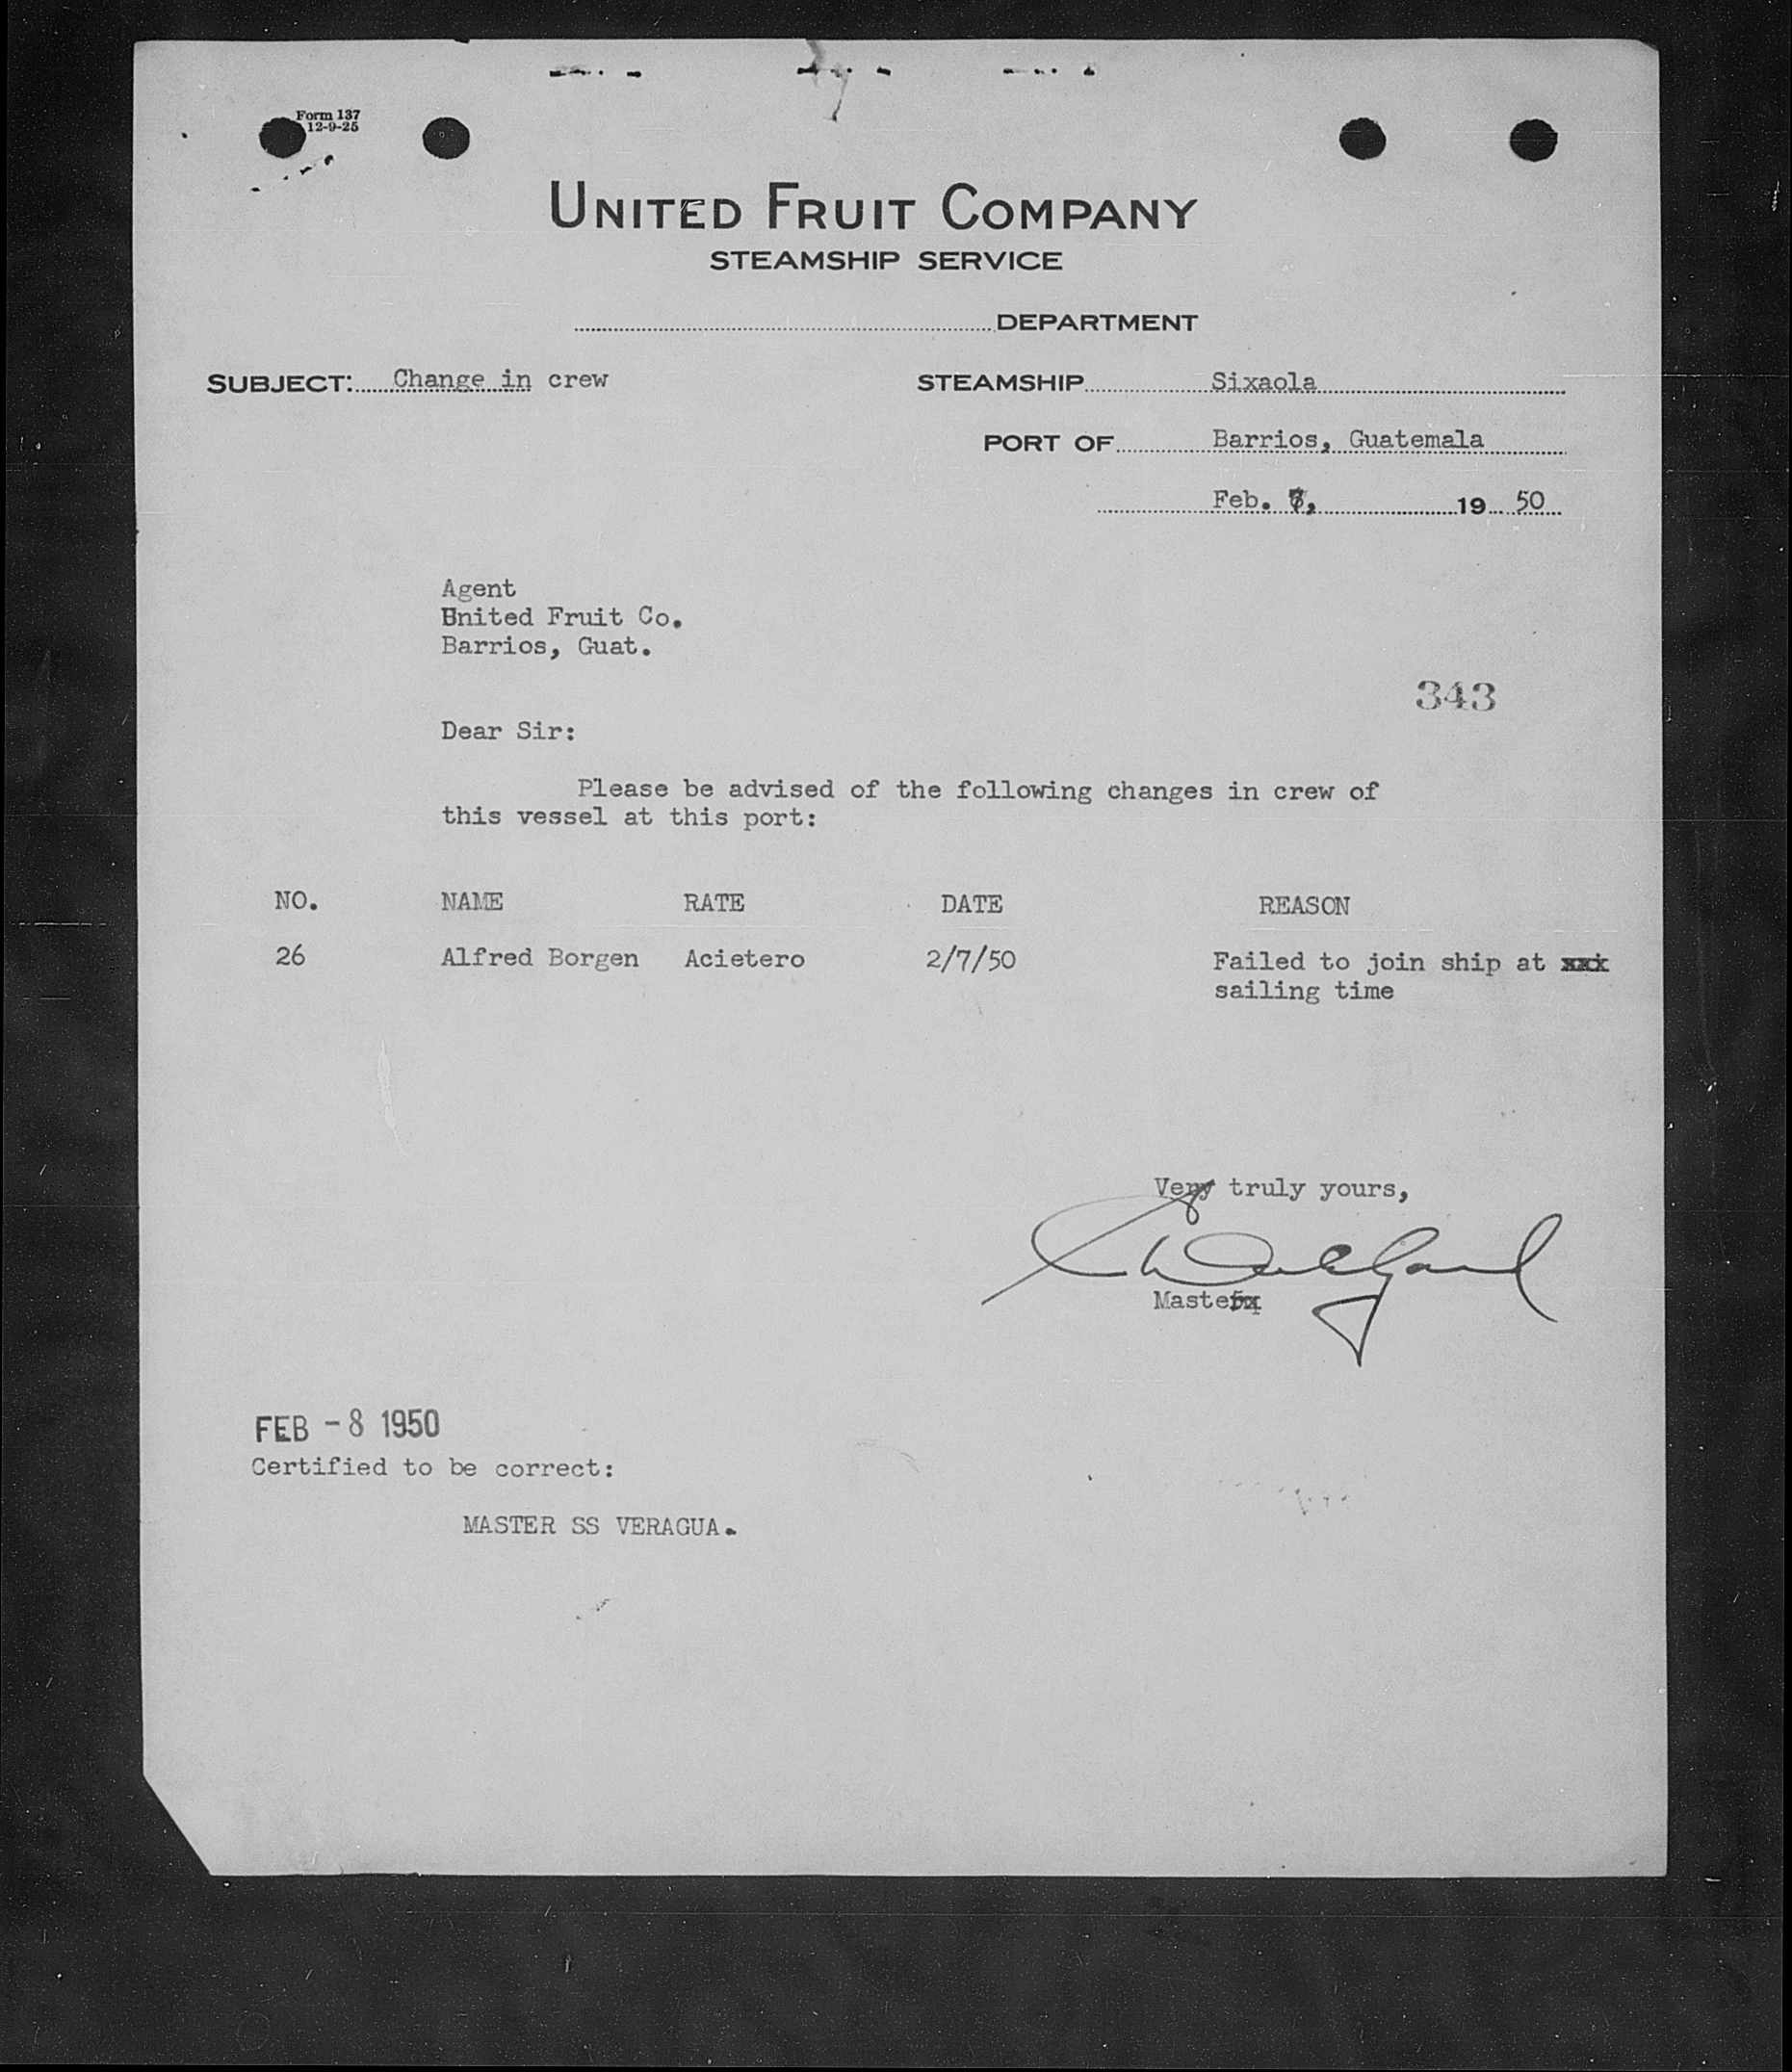 Form 137
12-9-25
UNITED FRUIT COMPANY
STEAMSHIP SERVICE
DEPARTMENT
SUBJECT: Change in crew
STEAMSHIP Sixaola
PORT OF Barrios, Guatemala
Feb. 7, 19 50
Agent
United Fruit Co.
Barrios, Guat.
343
Dear Sir:
Please be advised of the following changes in crew of
this vessel at this port:
NO. NAME RATE DATE REASON
26 Alfred Borgen Acietero 2/7/50 Failed to join ship at xxx
sailing time
Very truly yours,
Master
FEB -8 1950
Certified to be correct:
MASTER SS VERAGUA.